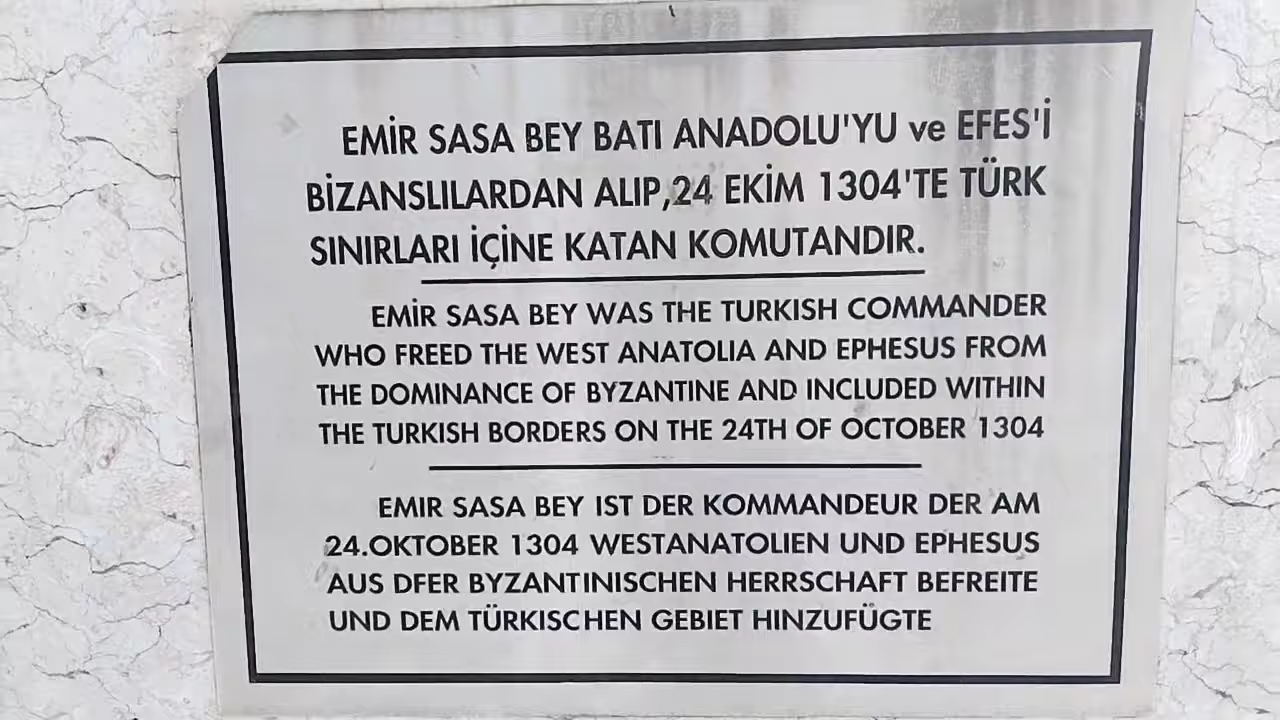 EMİR SASA BEY BATI ANADOLU'YU ve EFES'İ
BİZANSLILARDAN ALIP,24 EKİM 1304'TE TÜRK
SINIRLARI İÇİNE KATAN KOMUTANDIR.
EMİR SASA BEY WAS THE TURKISH COMMANDER
WHO FREED THE WEST ANATOLIA AND EPHESUS FROM
THE DOMINANCE OF BYZANTINE AND INCLUDED WITHIN
THE TURKISH BORDERS ON THE 24TH OF OCTOBER 1304
EMIR SASA BEY IST DER KOMMANDEUR DER AM
24.OKTOBER 1304 WESTANATOLIEN UND EPHESUS
AUS DFER BYZANTINISCHEN HERRSCHAFT BEFREITE
UND DEM TÜRKISCHEN GEBIET HINZUFÜGTE